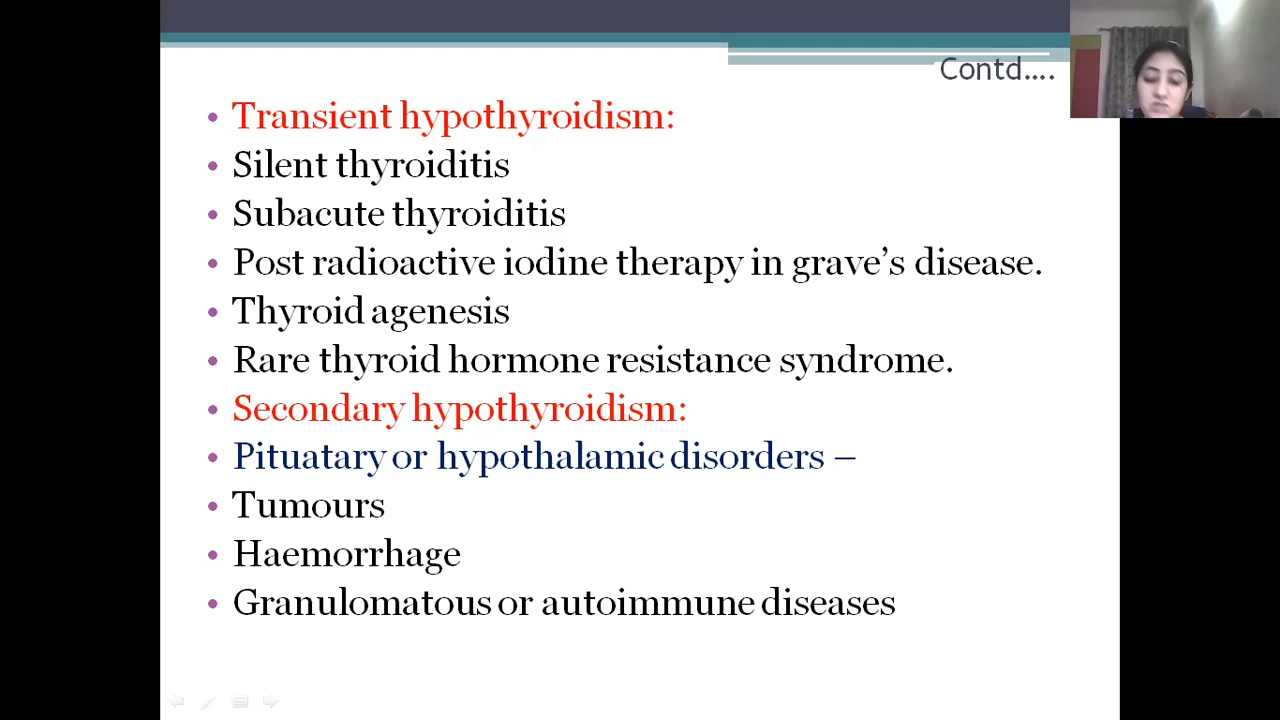 Contd....
• Transient hypothyroidism:
• Silent thyroiditis
• Subacute thyroiditis
• Post radioactive iodine therapy in grave’s disease.
• Thyroid agenesis
• Rare thyroid hormone resistance syndrome.
• Secondary hypothyroidism:
• Pituatary or hypothalamic disorders –
• Tumours
• Haemorrhage
• Granulomatous or autoimmune diseases